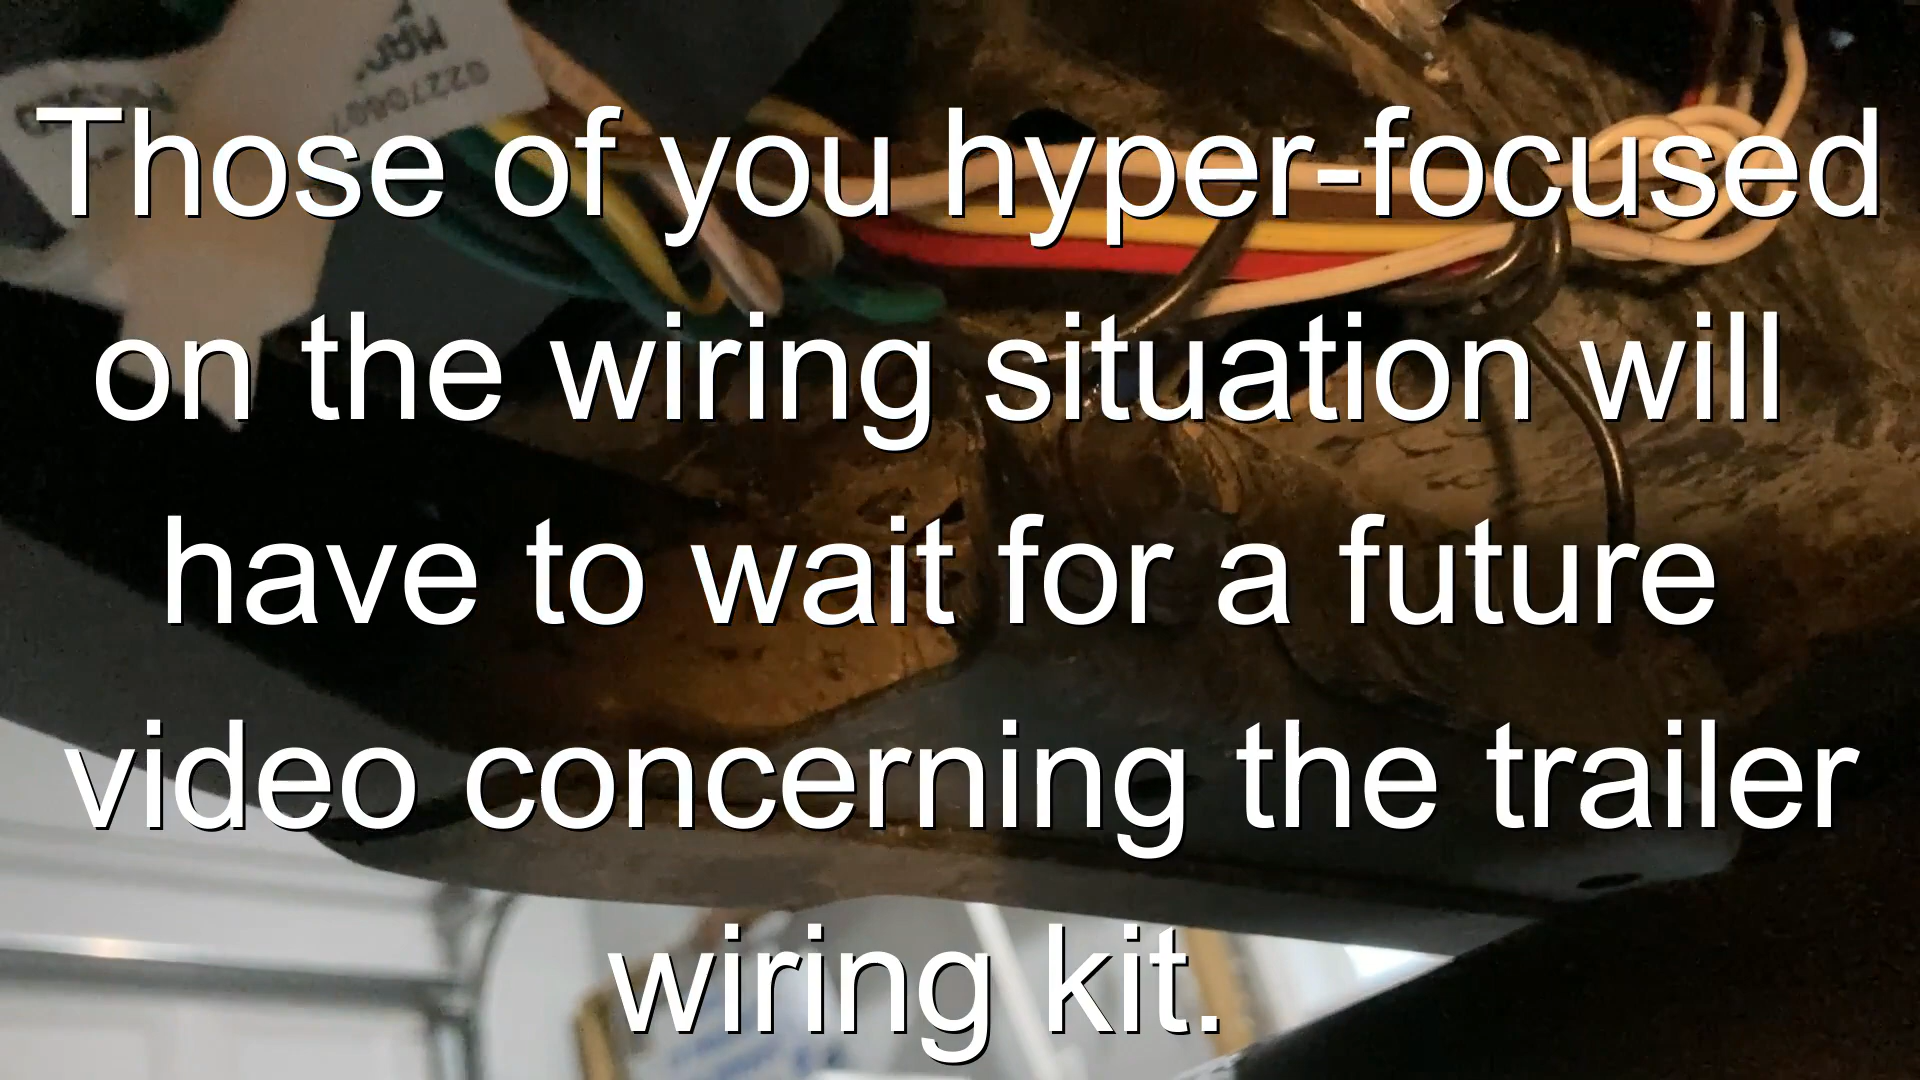 Those of you hyper-focused
on the wiring situation will
have to wait for a future
video concerning the trailer
wiring kit.